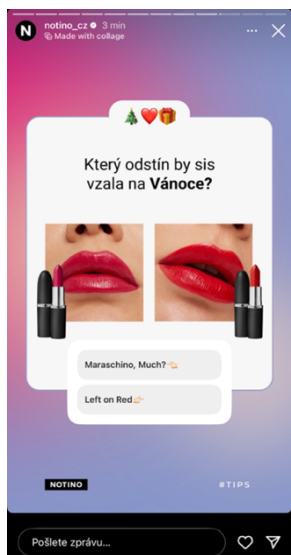 notino_cz 3 min
Made with collage
Který odstín by sis
vzala na Vánoce?
Maraschino, Much?
Left on Red
NOTINO
#TIPS
Pošlete zprávu...